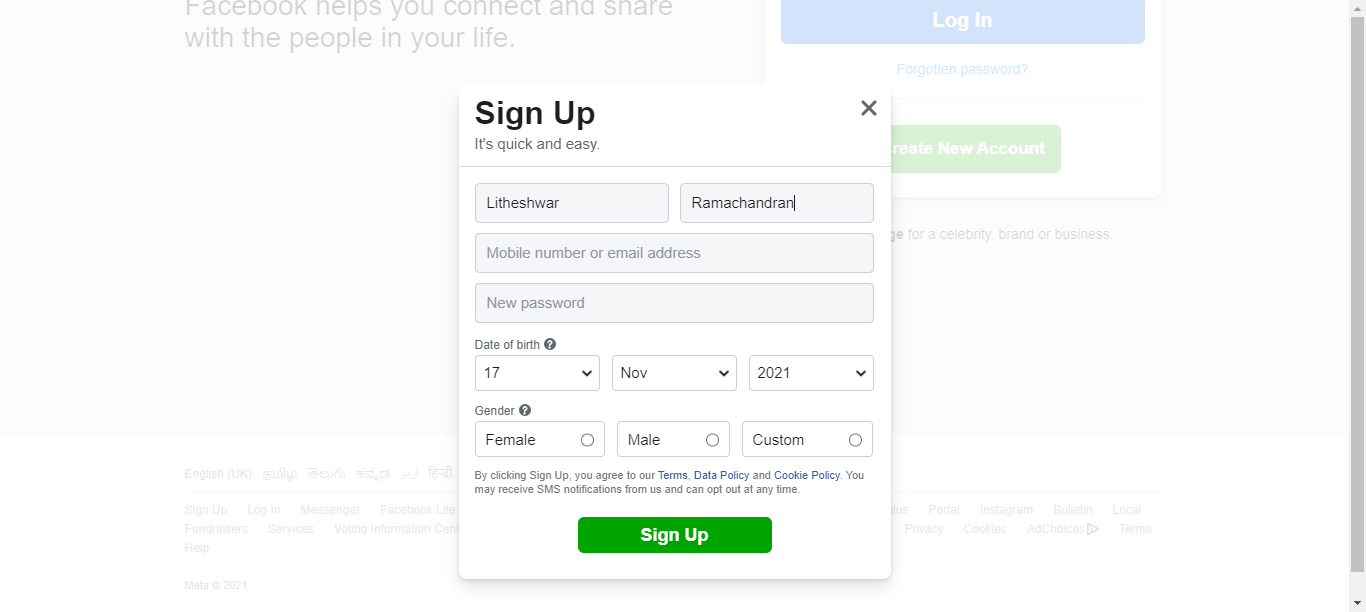 Facebook helps you connect and share
with the people in your life.
Log In
Forgotten password?
Sign Up
It's quick and easy.
reate New Account
Litheshwar Ramachandran
ge for a celebrity, brand or business.
Mobile number or email address
New password
Date of birth ?
17 Nov 2021
Gender ?
Female Male Custom
By clicking Sign Up, you agree to our Terms, Data Policy and Cookie Policy. You
may receive SMS notifications from us and can opt out at any time.
Sign Up
English (UK) தமிழ் తెలుగు ಕನ್ನಡ اردو हिन्दी
Sign Up Log In Messenger Facebook Lite lus Portal Instagram Bulletin Local
Fundraisers Services Voting Information Cent Privacy Cookies AdChoices Terms
Help
Meta © 2021